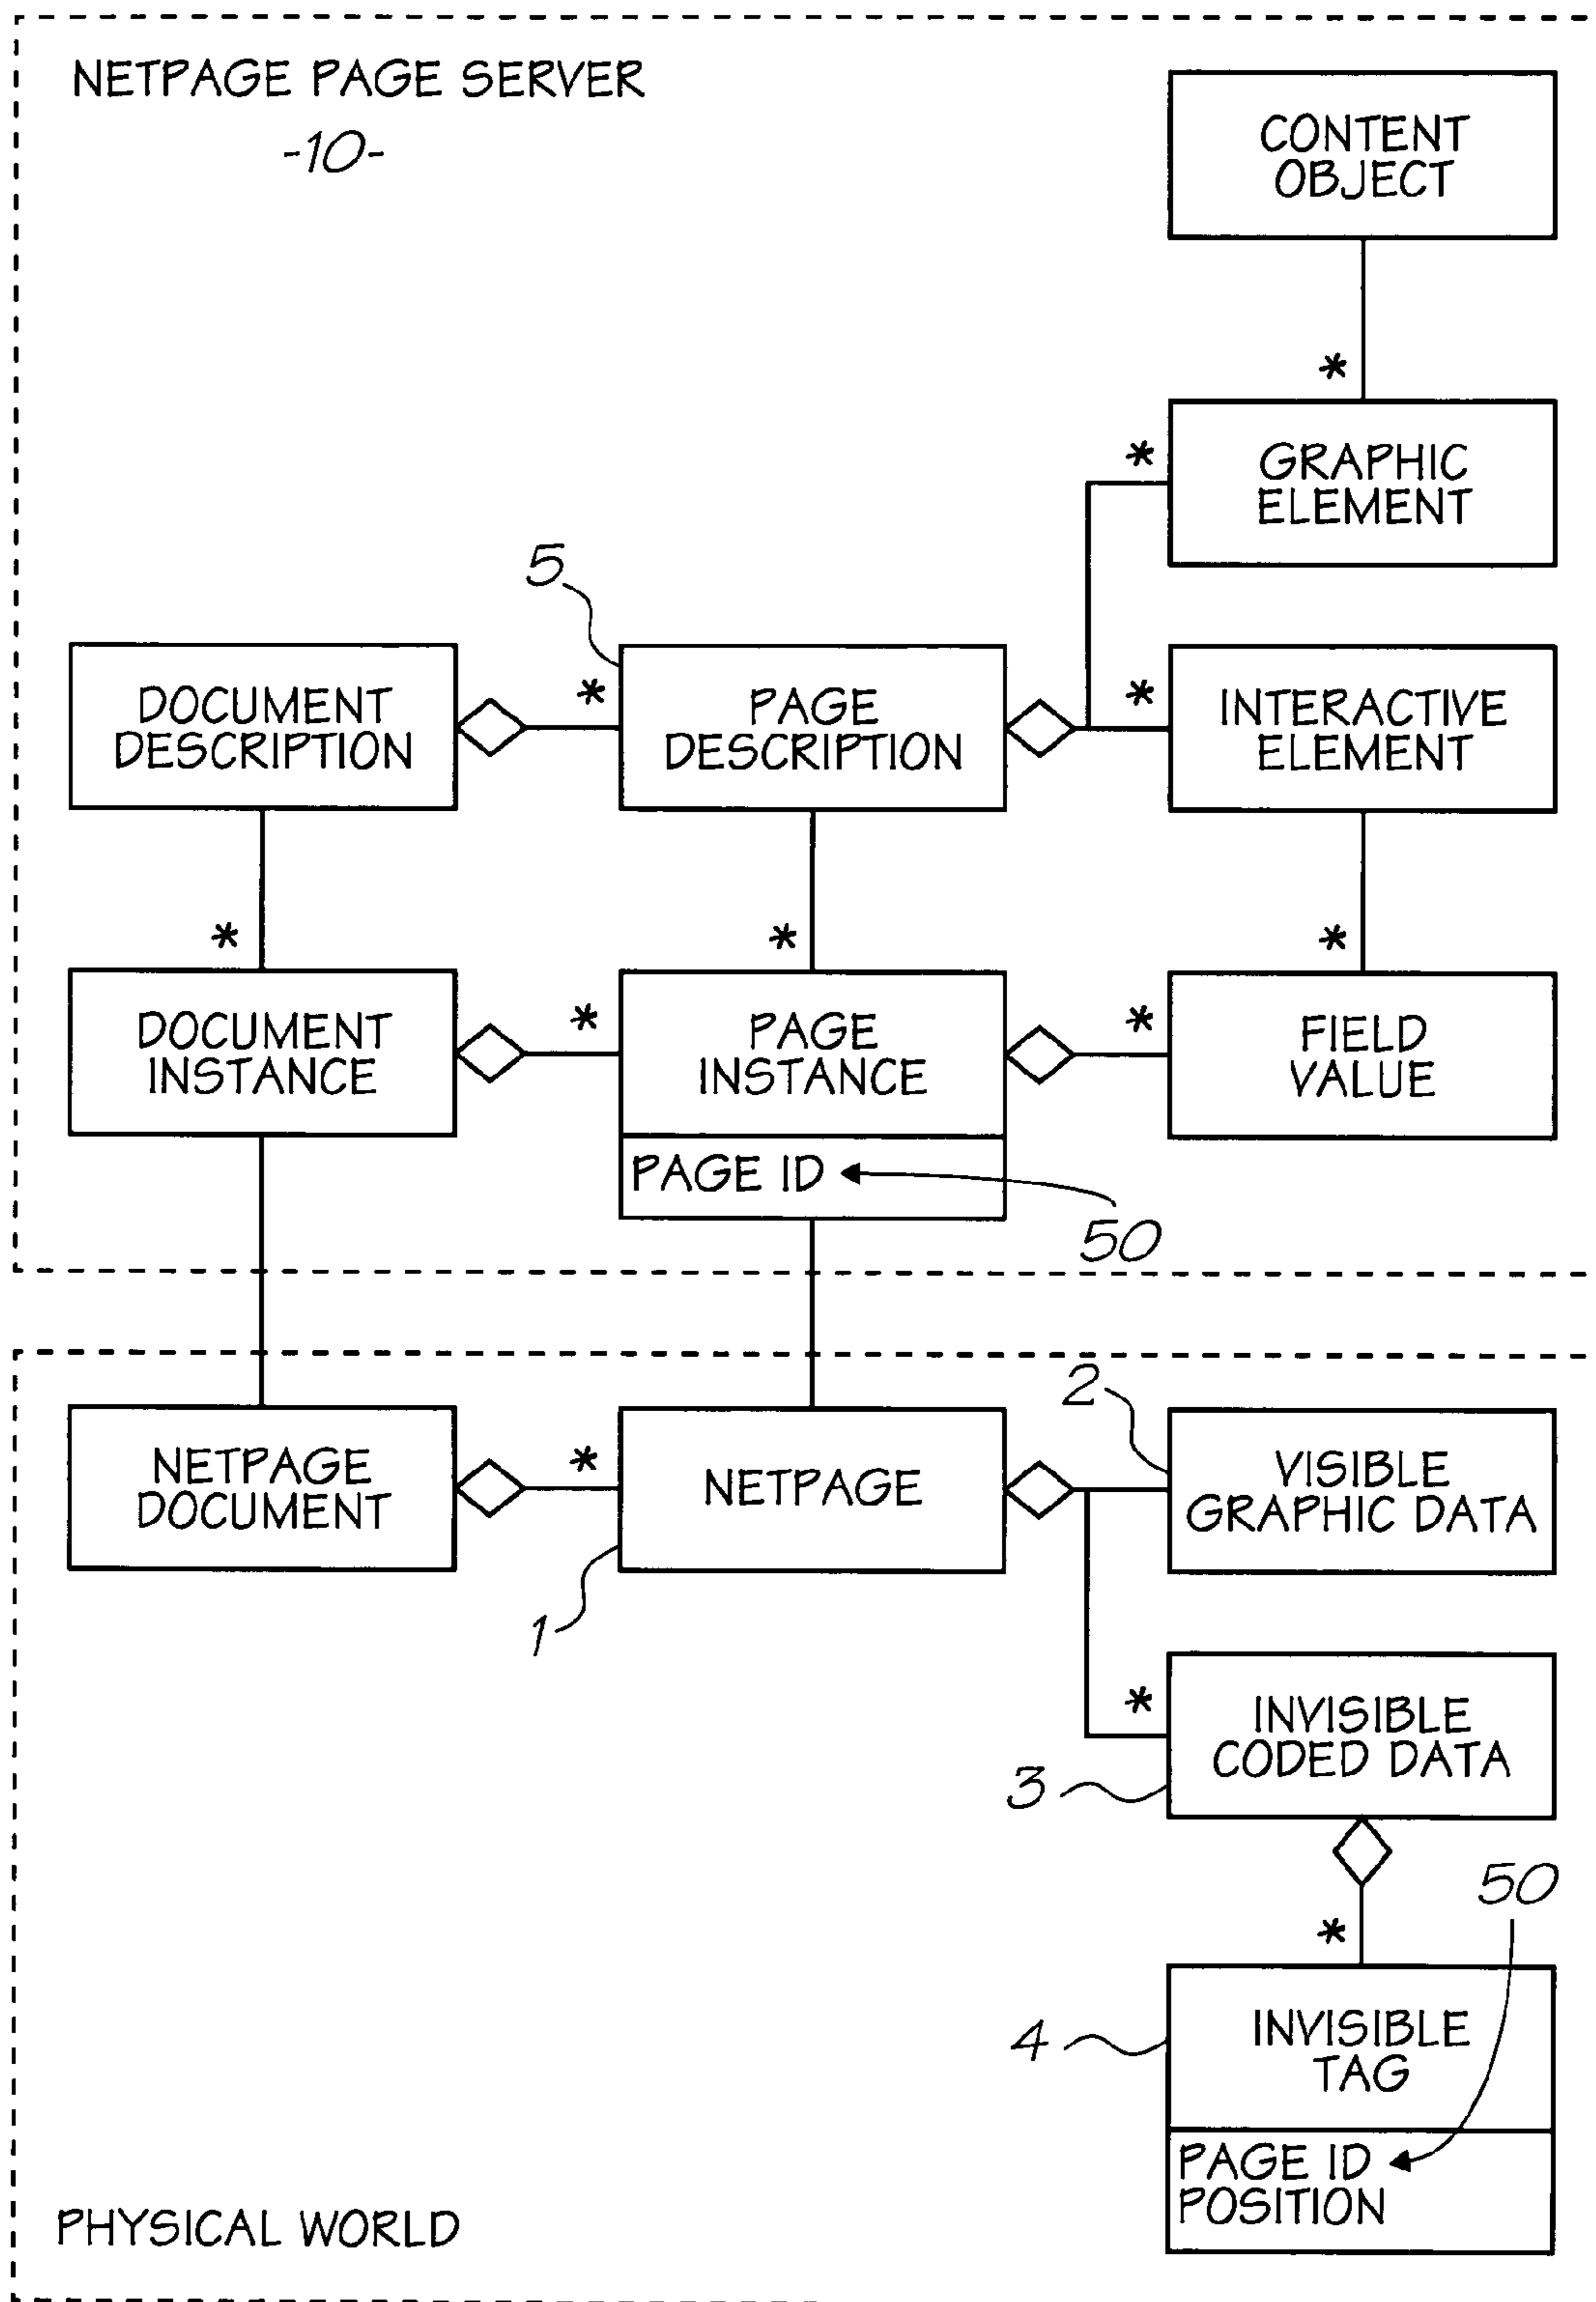 NETPAGE PAGE SERVER
-10-
CONTENT
OBJECT
*
*
GRAPHIC
ELEMENT
5
DOCUMENT
DESCRIPTION
*
PAGE
DESCRIPTION
*
INTERACTIVE
ELEMENT
*
*
*
DOCUMENT
INSTANCE
*
PAGE
INSTANCE
*
FIELD
VALUE
PAGE ID
50
NETPAGE
DOCUMENT
*
NETPAGE
1
2
VISIBLE
GRAPHIC DATA
*
INVISIBLE
CODED DATA
3
*
50
4
INVISIBLE
TAG
PAGE ID
POSITION
PHYSICAL WORLD